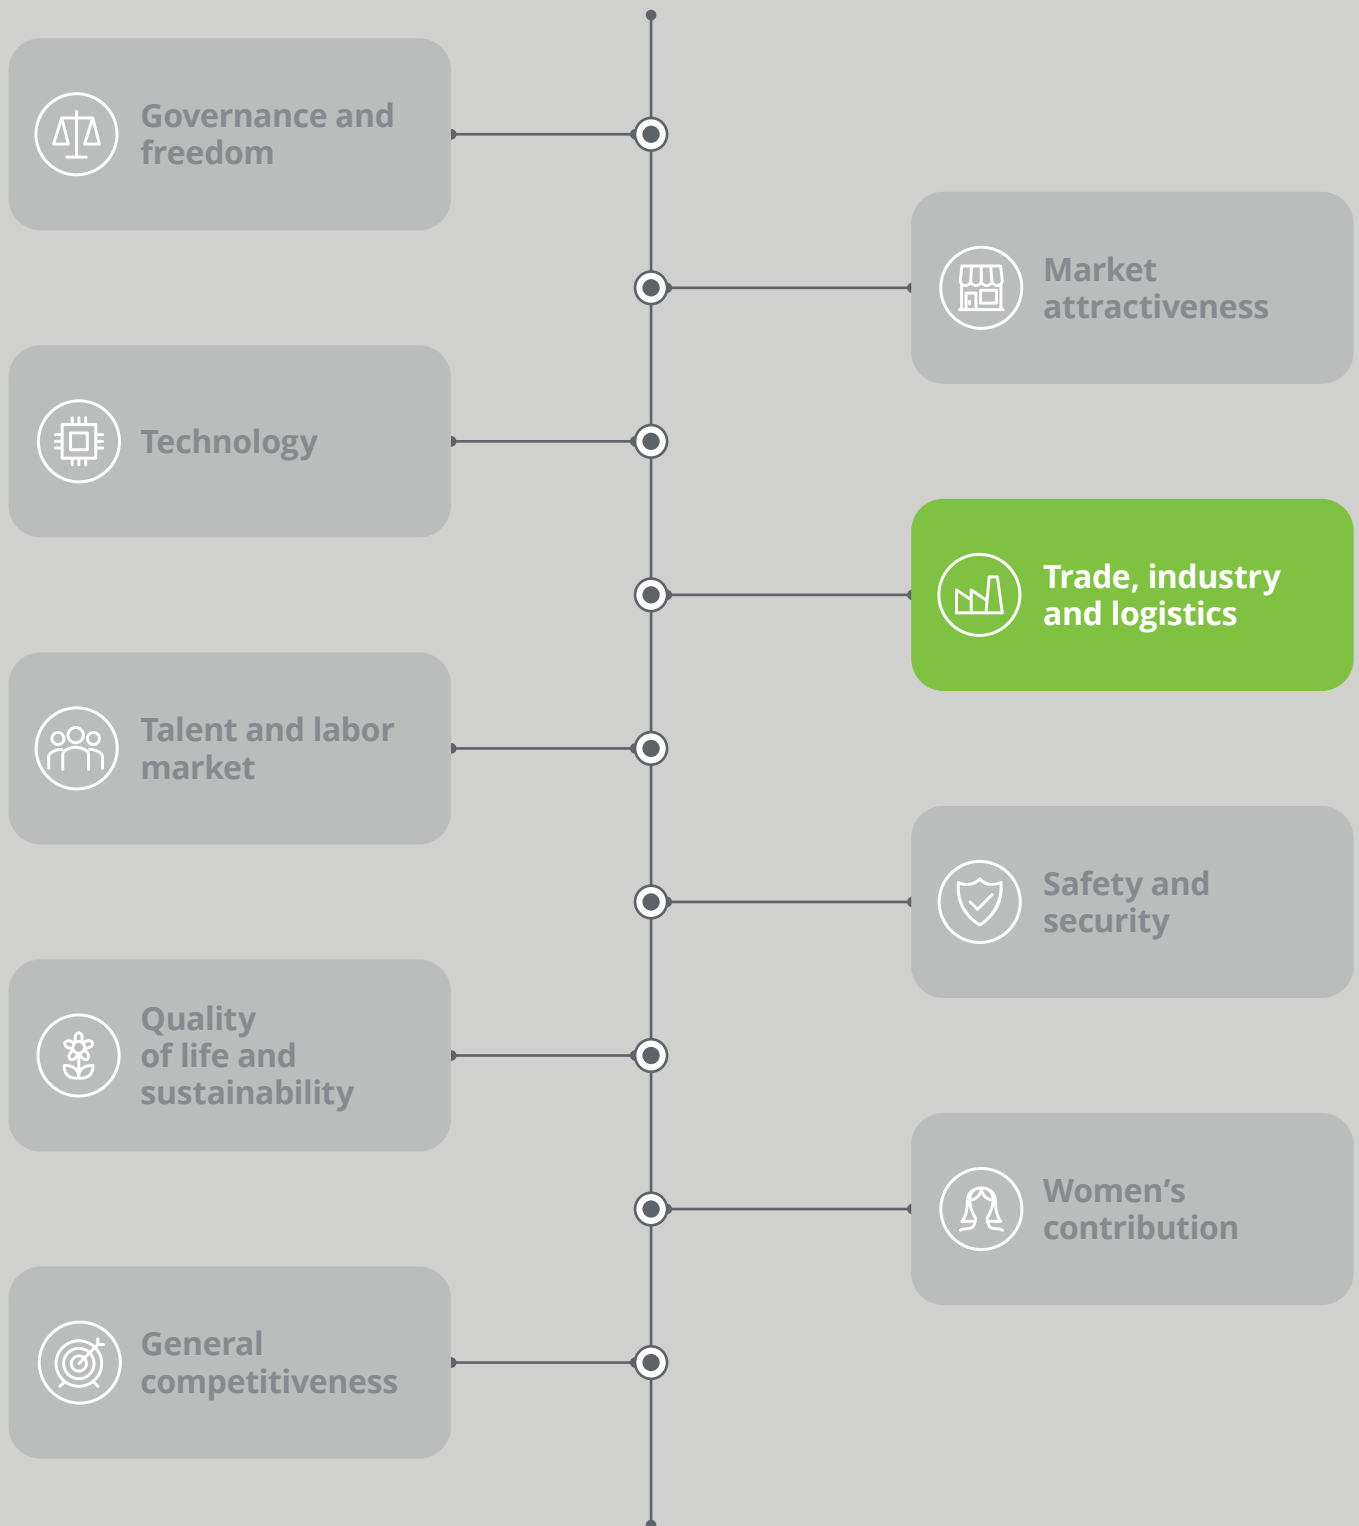 Governance and
freedom
Market
attractiveness
Technology
Trade, industry
and logistics
Talent and labor
market
Safety and
security
Quality
of life and
sustainability
Women’s
contribution
General
competitiveness